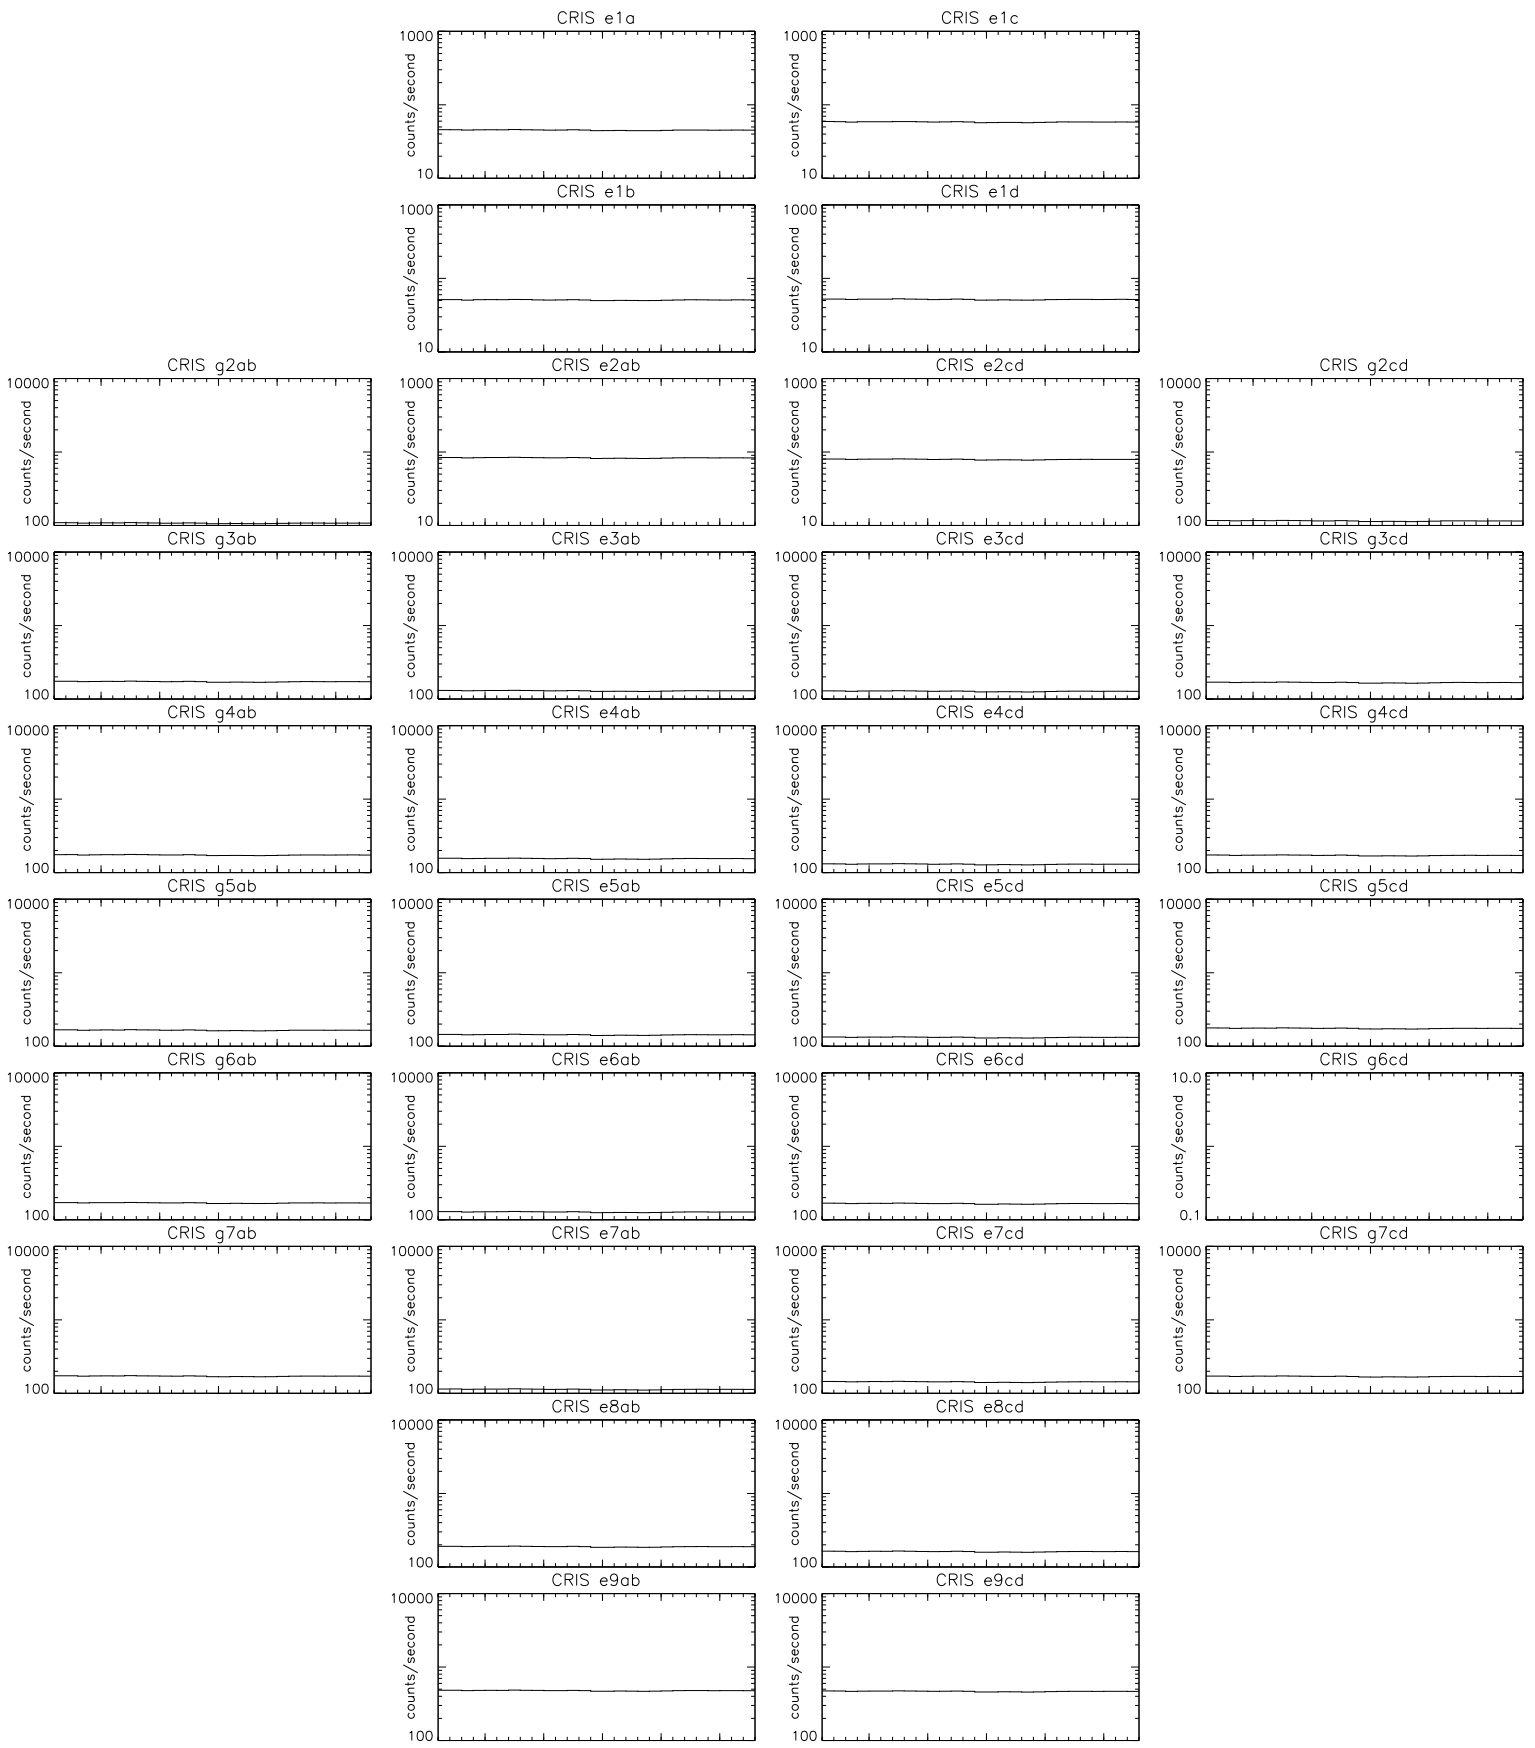 CRIS e1a
CRIS e1c
1000
counts/second
10
1000
counts/second
10
CRIS e1b
CRIS e1d
1000
counts/second
10
1000
counts/second
10
CRIS g2ab
CRIS e2ab
CRIS e2cd
CRIS g2cd
10000
counts/second
100
1000
counts/second
10
1000
counts/second
10
10000
counts/second
100
CRIS g3ab
CRIS e3ab
CRIS e3cd
CRIS g3cd
10000
counts/second
100
10000
counts/second
100
10000
counts/second
100
10000
counts/second
100
CRIS g4ab
CRIS e4ab
CRIS e4cd
CRIS g4cd
10000
counts/second
100
10000
counts/second
100
10000
counts/second
100
10000
counts/second
100
CRIS g5ab
CRIS e5ab
CRIS e5cd
CRIS g5cd
10000
counts/second
100
10000
counts/second
100
10000
counts/second
100
10000
counts/second
100
CRIS g6ab
CRIS e6ab
CRIS e6cd
CRIS g6cd
10000
counts/second
100
10000
counts/second
100
10000
counts/second
100
10.0
counts/second
0.1
CRIS g7ab
CRIS e7ab
CRIS e7cd
CRIS g7cd
10000
counts/second
100
10000
counts/second
100
10000
counts/second
100
10000
counts/second
100
CRIS e8ab
CRIS e8cd
10000
counts/second
100
10000
counts/second
100
CRIS e9ab
CRIS e9cd
10000
counts/second
100
10000
counts/second
100